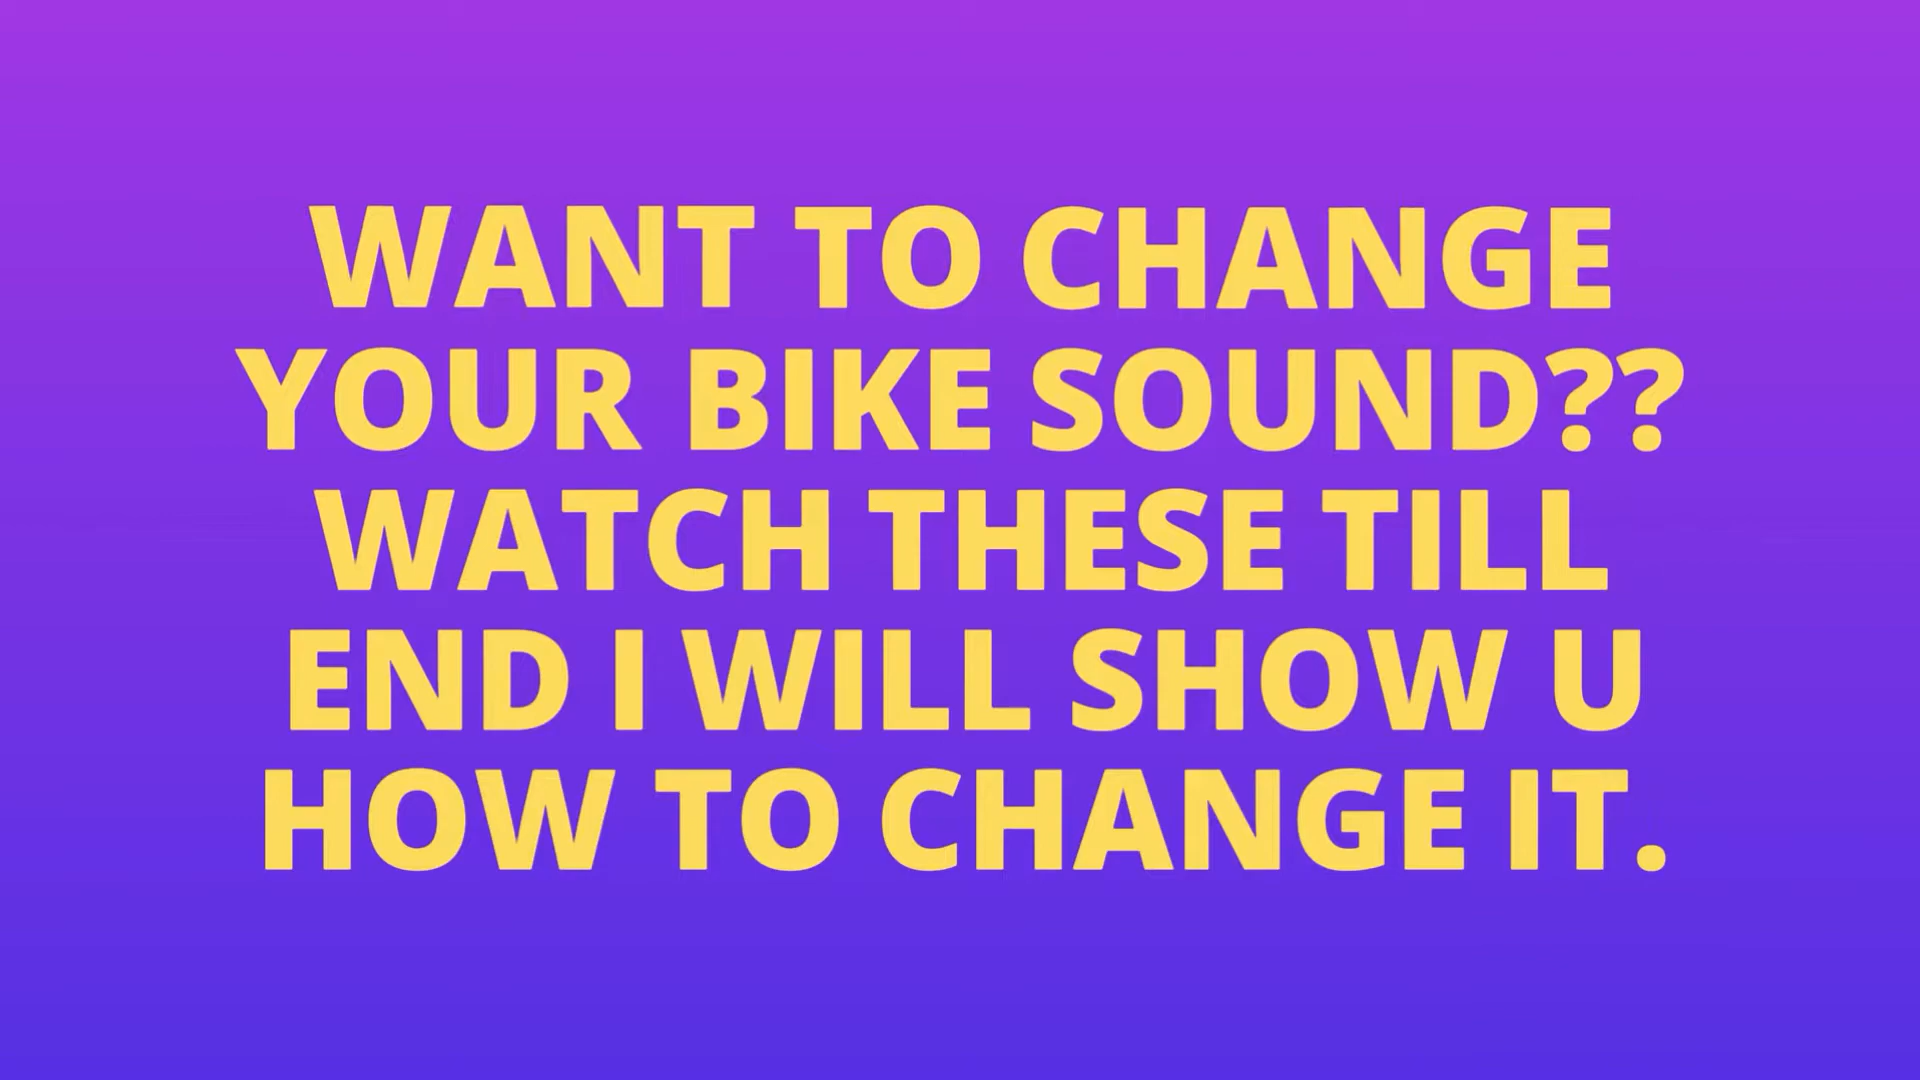 WANT TO CHANGE
YOUR BIKE SOUND??
WATCH THESE TILL
END I WILL SHOW U
HOW TO CHANGE IT.